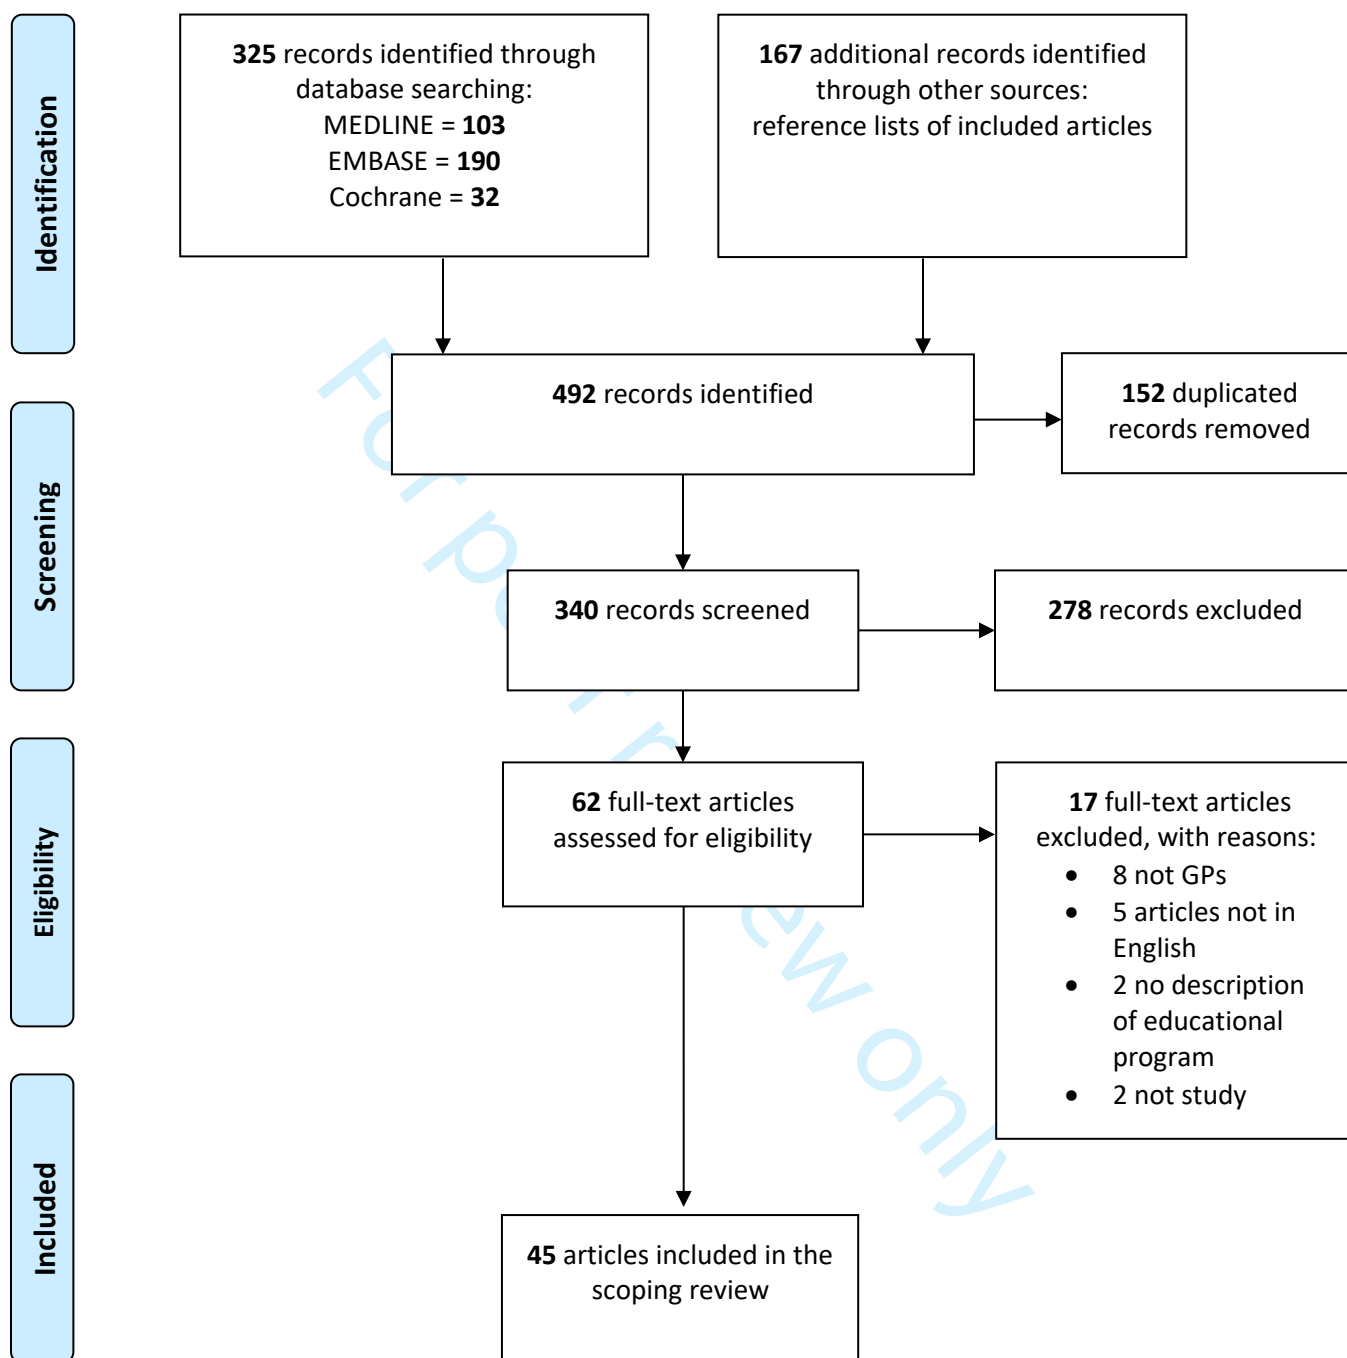 Identification
325 records identified through
database searching:
MEDLINE = 103
EMBASE = 190
Cochrane = 32
167 additional records identified
through other sources:
reference lists of included articles
492 records identified
152 duplicated
records removed
Screening
340 records screened
278 records excluded
Eligibility
62 full-text articles
assessed for eligibility
17 full-text articles
excluded, with reasons:
• 8 not GPs
• 5 articles not in
English
• 2 no description
of educational
program
• 2 not study
Included
45 articles included in the
scoping review
For peer review only